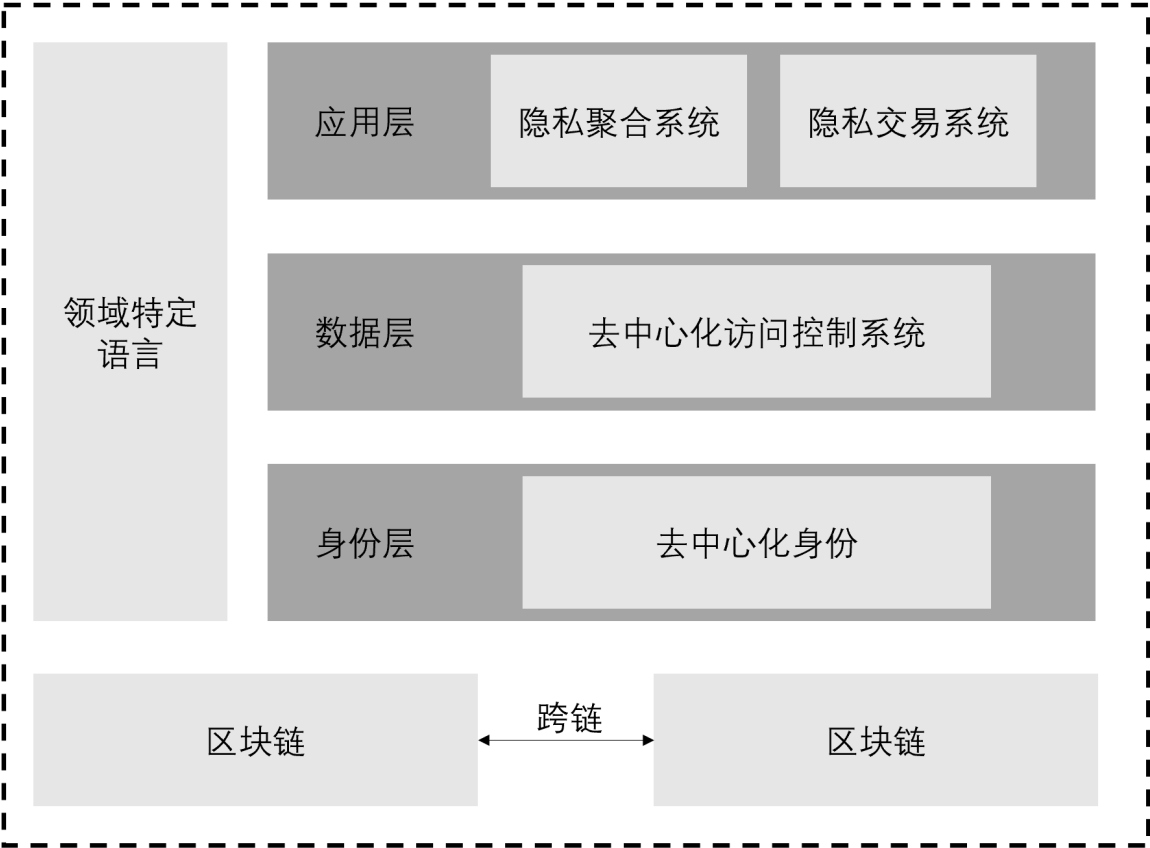 应用层
隐私聚合系统
隐私交易系统
领域特定
语言
数据层
去中心化访问控制系统
身份层
去中心化身份
区块链
跨链
区块链